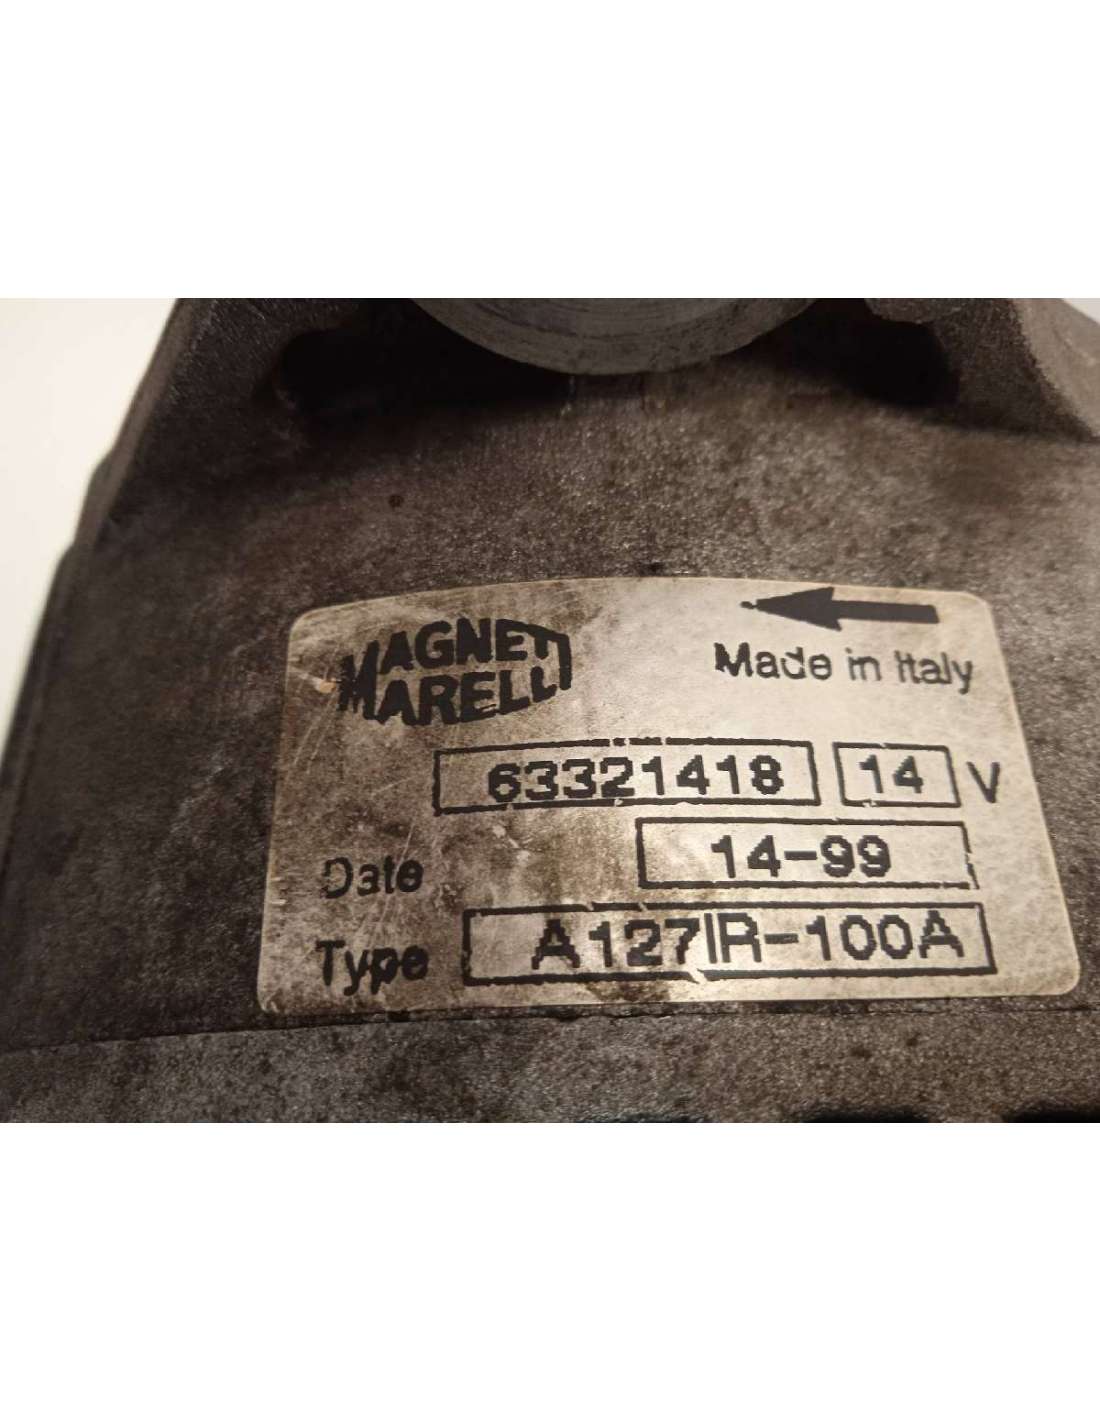 MAGNETI
MARELLI
Made in Italy
63321418 14 V
Date 14-99
Type A127IR-100A